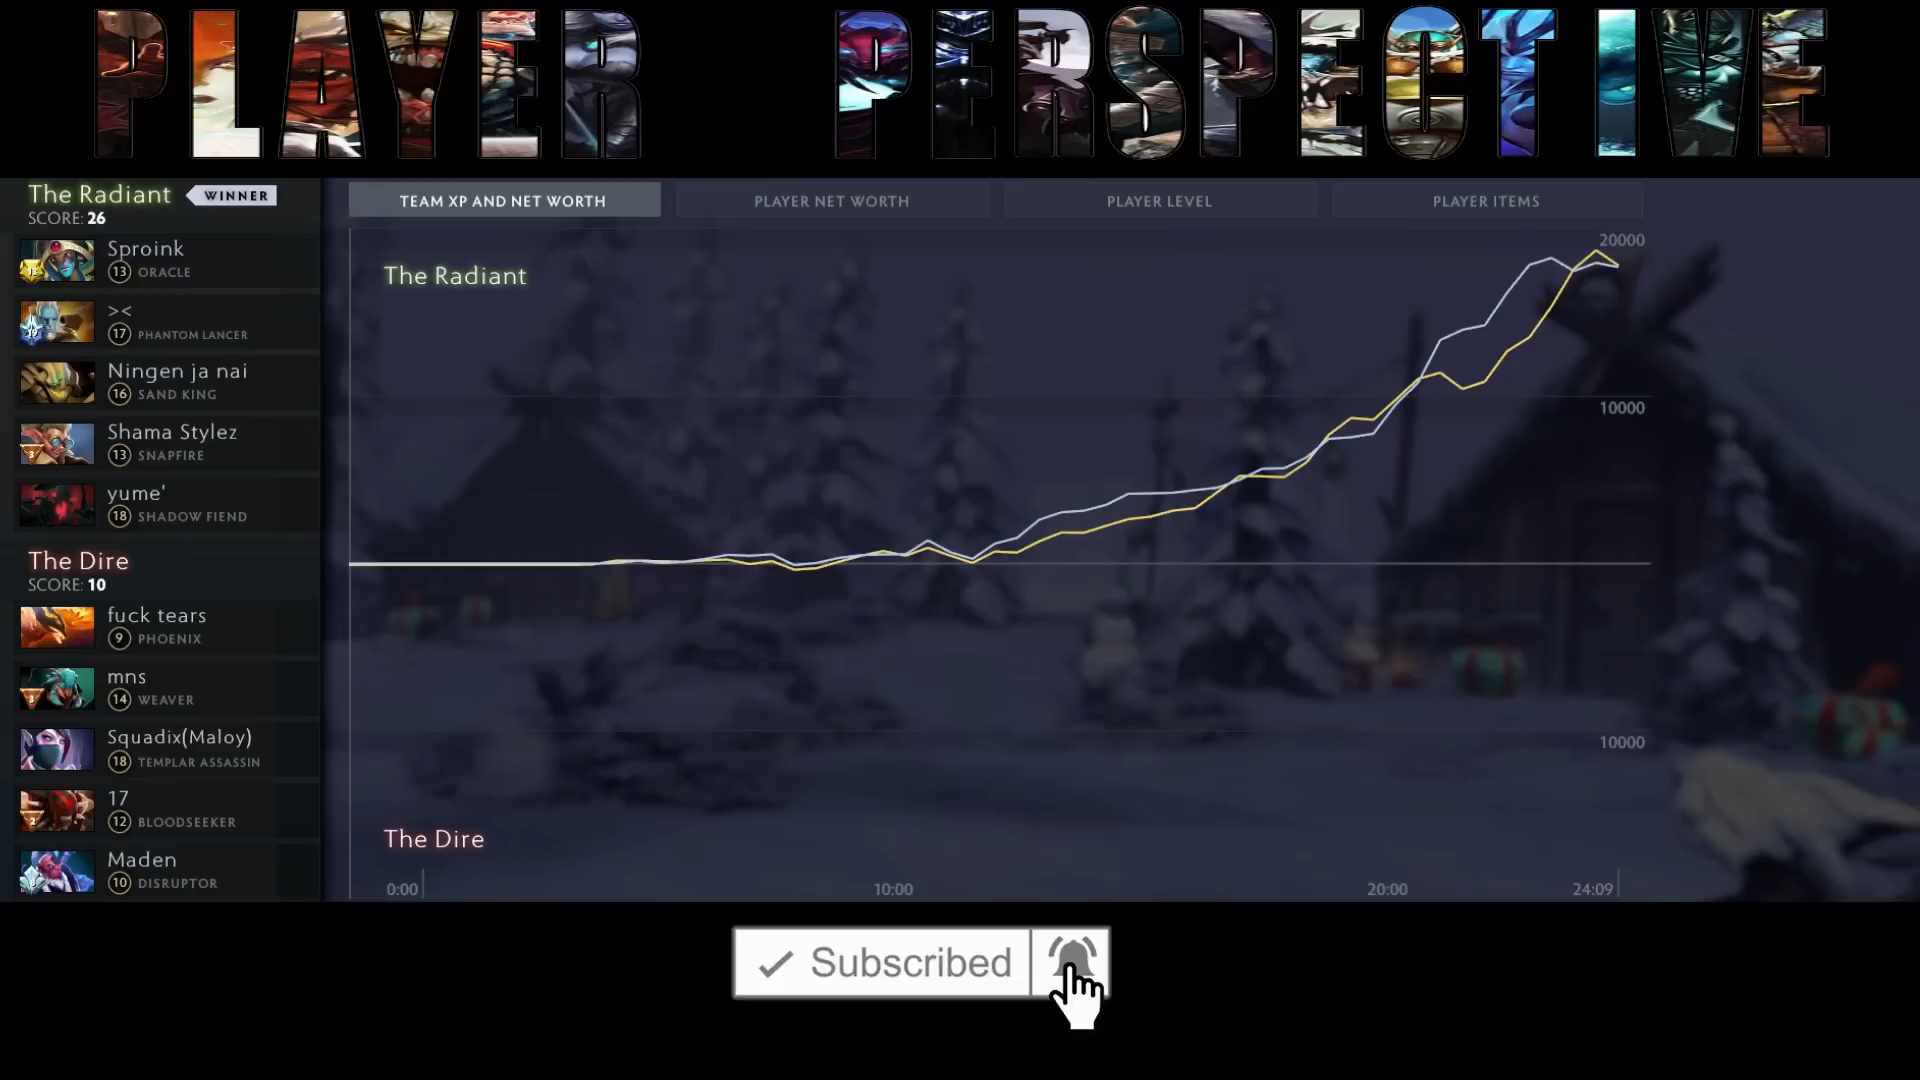 PLAYER PERSPECTIVE
The Radiant WINNER
SCORE: 26
Sproink
13 ORACLE
><
17 PHANTOM LANCER
Ningen ja nai
16 SAND KING
Shama Stylez
13 SNAPFIRE
yume'
18 SHADOW FIEND
The Dire
SCORE: 10
fuck tears
9 PHOENIX
mns
14 WEAVER
Squadix(Maloy)
18 TEMPLAR ASSASSIN
17
12 BLOODSEEKER
Maden
10 DISRUPTOR
TEAM XP AND NET WORTH
PLAYER NET WORTH
PLAYER LEVEL
PLAYER ITEMS
20000
The Radiant
10000
10000
The Dire
0:00
10:00
20:00
24:09
Subscribed